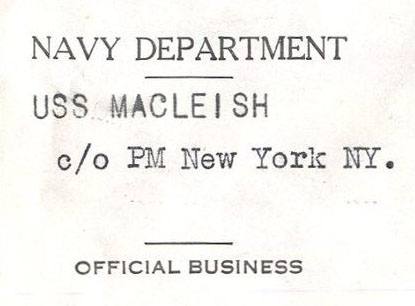 NAVY DEPARTMENT
USS MACLEISH
c/o PM New York NY.
OFFICIAL BUSINESS